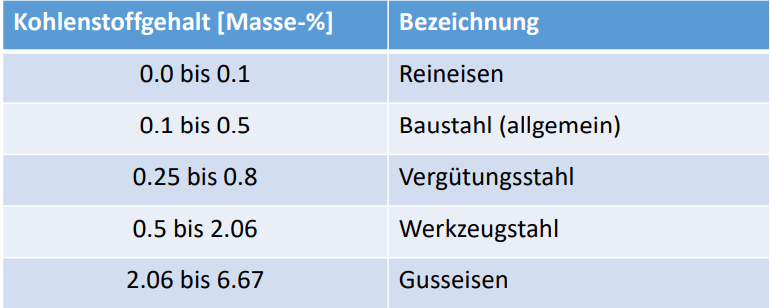 Kohlenstoffgehalt [Masse-%] Bezeichnung
0.0 bis 0.1 Reineisen
0.1 bis 0.5 Baustahl (allgemein)
0.25 bis 0.8 Vergütungsstahl
0.5 bis 2.06 Werkzeugstahl
2.06 bis 6.67 Gusseisen